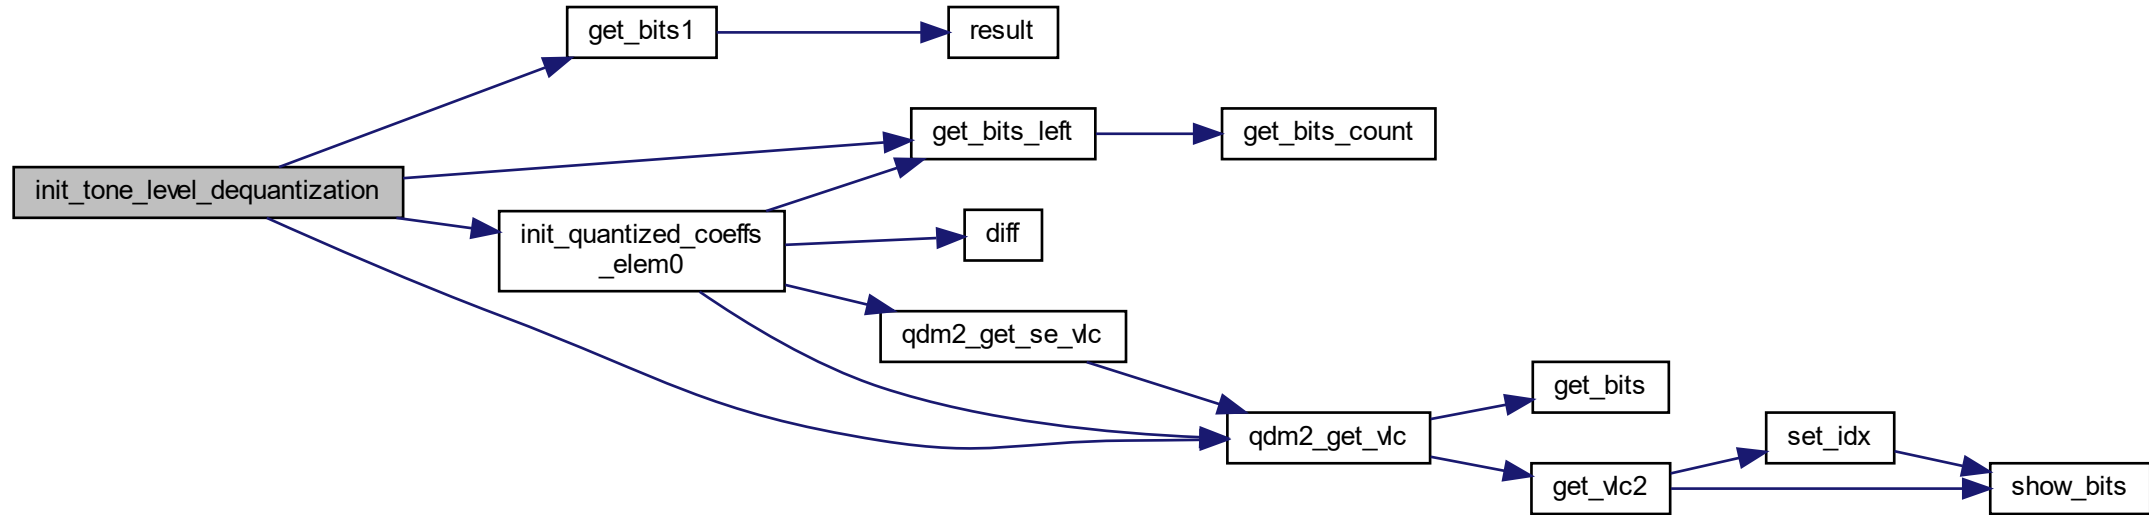 get_bits1
result
get_bits_left
get_bits_count
init_tone_level_dequantization
init_quantized_coeffs
_elem0
diff
qdm2_get_se_vlc
get_bits
qdm2_get_vlc
set_idx
get_vlc2
show_bits